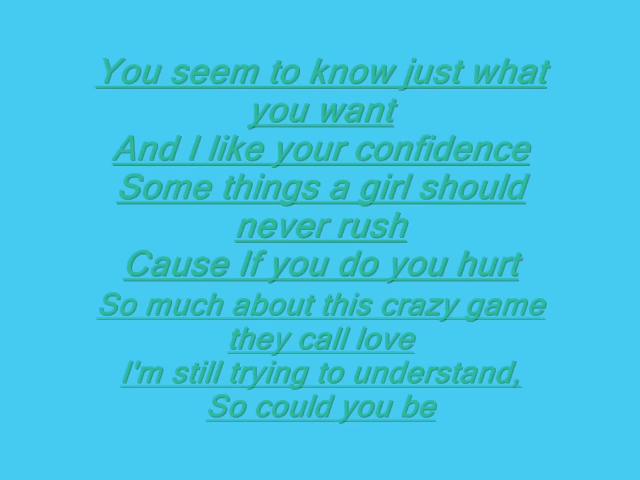 You seem to know just what
you want
And I like your confidence
Some things a girl should
never rush
Cause If you do you hurt
So much about this crazy game
they call love
I'm still trying to understand,
So could you be